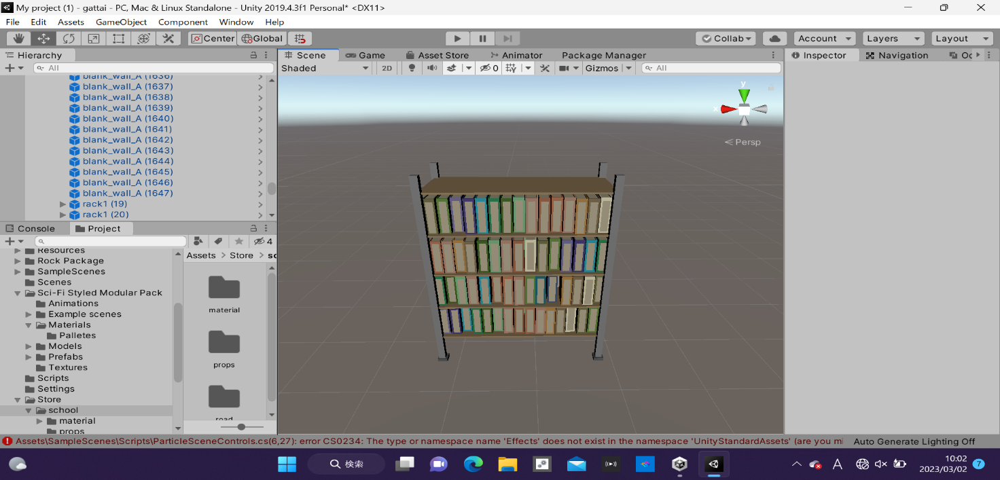 My project (1) - gattai - PC, Mac & Linux Standalone - Unity 2019.4.3f1 Personal* <DX11>
File Edit Assets GameObject Component Window Help
Center Global Collab Account Layers Layout
Hierarchy
All
blank_wall_A (1636)
blank_wall_A (1637)
blank_wall_A (1638)
blank_wall_A (1639)
blank_wall_A (1640)
blank_wall_A (1641)
blank_wall_A (1642)
blank_wall_A (1643)
blank_wall_A (1644)
blank_wall_A (1645)
blank_wall_A (1646)
blank_wall_A (1647)
rack1 (19)
rack1 (20)
Scene Game Asset Store Animator Package Manager
Shaded 2D 0 Gizmos All
y
x
< Persp
Inspector Navigation Oc
Console Project
4
Resources
Rock Package
SampleScenes
Scenes
Sci-Fi Styled Modular Pack
Animations
Example scenes
Materials
Palletes
Models
Prefabs
Textures
Scripts
Settings
Store
school
material
props
Assets > Store > sc
material
props
road
Assets\SampleScenes\Scripts\ParticleSceneControls.cs(6,27): error CS0234: The type or namespace name 'Effects' does not exist in the namespace 'UnityStandardAssets' (are you mi
Auto Generate Lighting Off
検索
A
10:02
2023/03/02
7